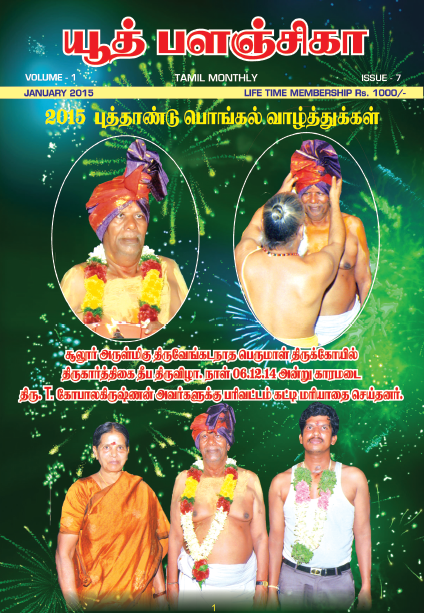 யூத் பளஞ்சிகா
VOLUME - 1 TAMIL MONTHLY ISSUE - 7
JANUARY 2015 LIFE TIME MEMBERSHIP Rs. 1000/-
2015 புத்தாண்டு பொங்கல் வாழ்த்துக்கள்
சூலூர் அருள்மிகு திருவேங்கடநாத பெருமாள் திருக்கோயில்
திருகார்த்திகை தீப திருவிழா. நாள் 06.12.14 அன்று காரமடை
திரு. T. கோபாலகிருஷ்ணன் அவர்களுக்கு பரிவட்டம் கட்டி மரியாதை செய்தனர்.
1